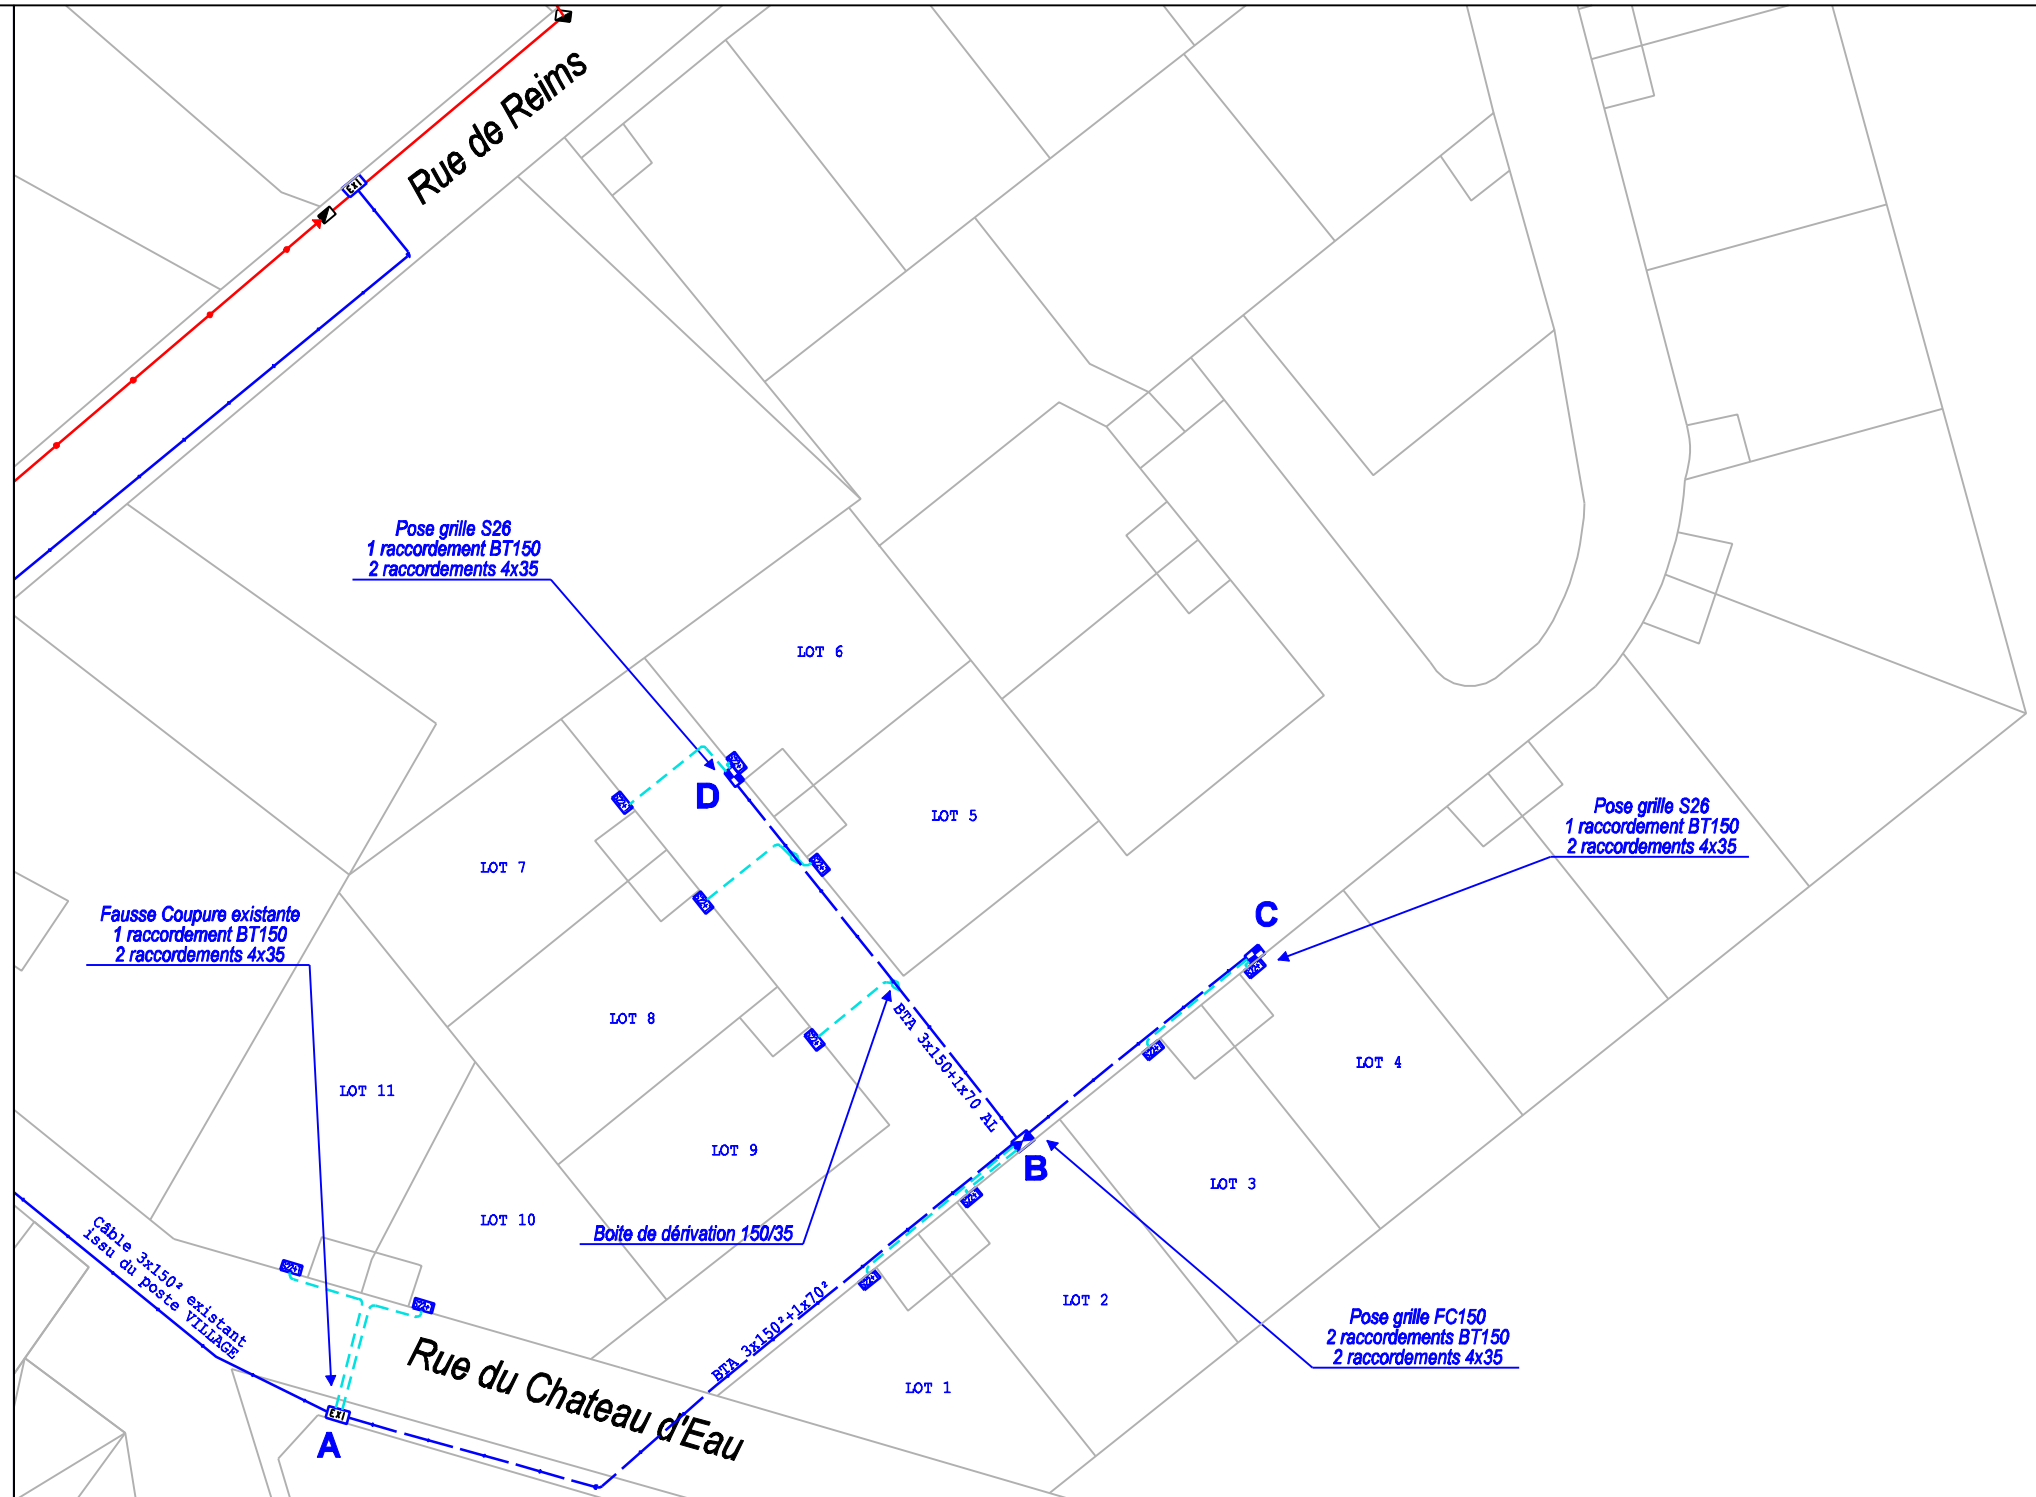 Rue de Reims
EXI
Pose grille S26
1 raccordement BT150
2 raccordements 4x35
LOT 6
D
LOT 5
Pose grille S26
1 raccordement BT150
2 raccordements 4x35
LOT 7
C
Fausse Coupure existante
1 raccordement BT150
2 raccordements 4x35
LOT 8
BTA 3x150+1x70 AL
LOT 4
LOT 11
LOT 9
B
LOT 3
LOT 10
Boite de dérivation 150/35
Câble 3x150² existant
issu du poste VILLAGE
BTA 3x150²+1x70²
LOT 2
Pose grille FC150
2 raccordements BT150
2 raccordements 4x35
Rue du Chateau d'Eau
LOT 1
EXI
A